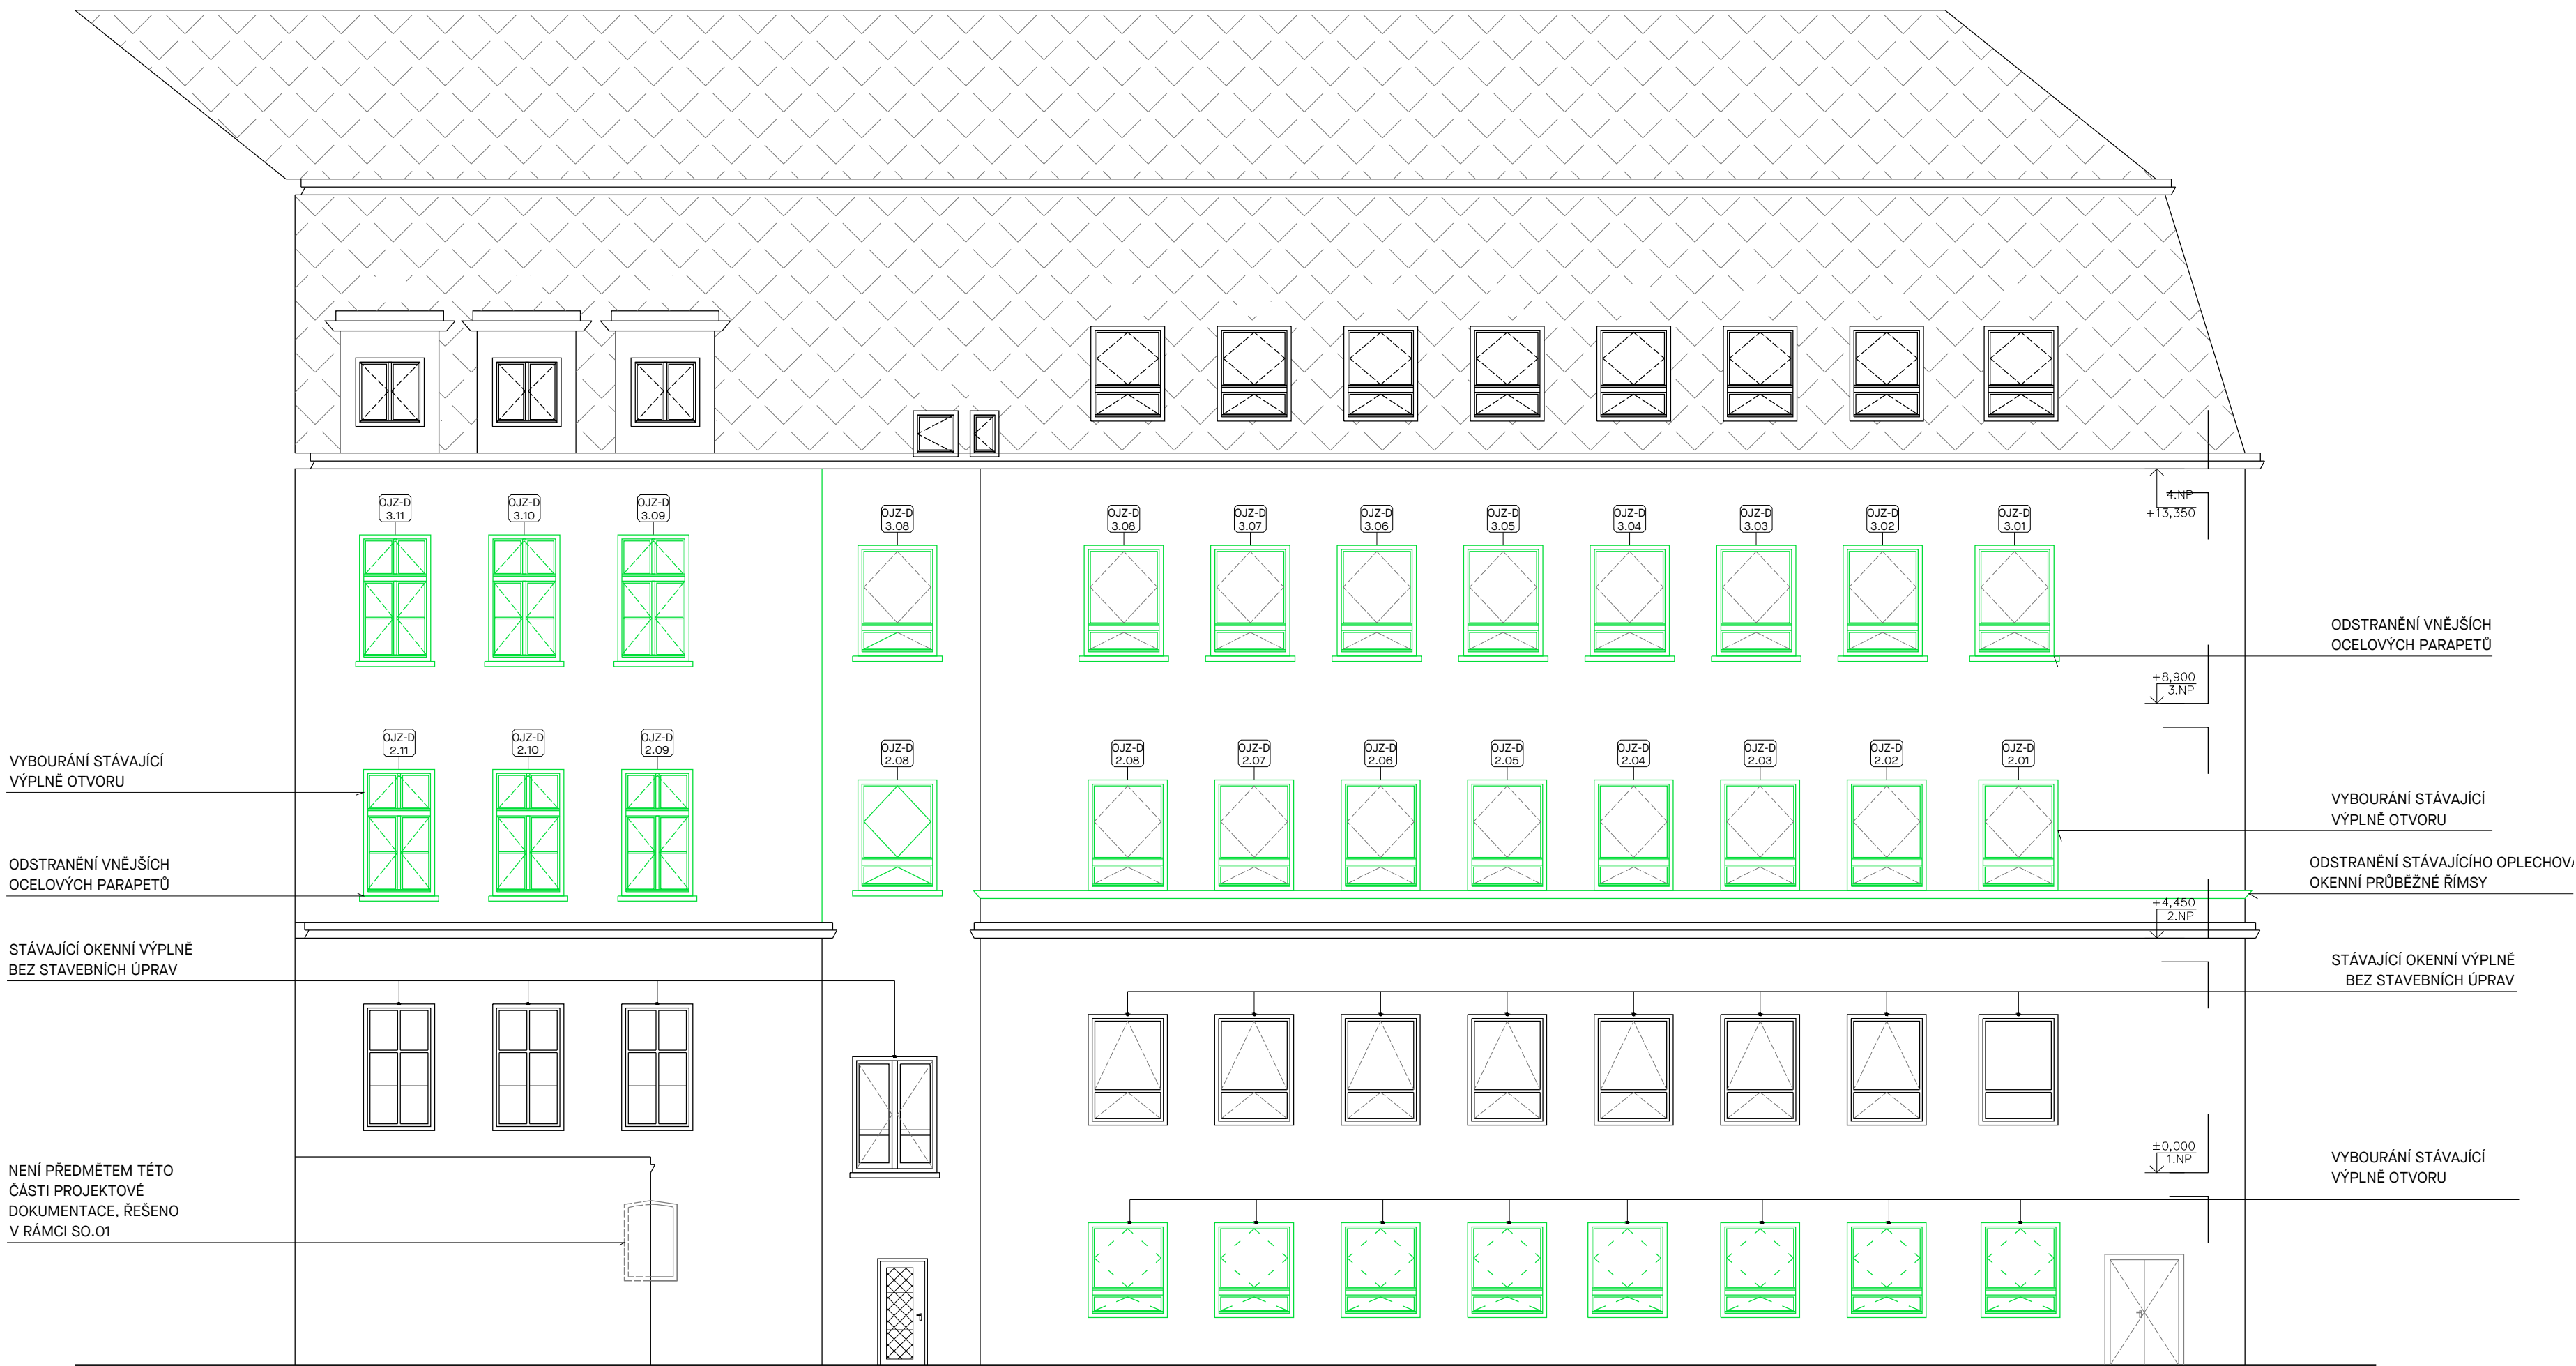 OJZ-D
3.11
OJZ-D
3.10
OJZ-D
3.09
OJZ-D
3.08
OJZ-D
3.08
OJZ-D
3.07
OJZ-D
3.06
OJZ-D
3.05
OJZ-D
3.04
OJZ-D
3.03
OJZ-D
3.02
OJZ-D
3.01
4.NP
+13,350
ODSTRANĚNÍ VNĚJŠÍCH
OCELOVÝCH PARAPETŮ
+8,900
3.NP
OJZ-D
2.11
OJZ-D
2.10
OJZ-D
2.09
OJZ-D
2.08
OJZ-D
2.08
OJZ-D
2.07
OJZ-D
2.06
OJZ-D
2.05
OJZ-D
2.04
OJZ-D
2.03
OJZ-D
2.02
OJZ-D
2.01
VYBOURÁNÍ STÁVAJÍCÍ
VÝPLNĚ OTVORU
VYBOURÁNÍ STÁVAJÍCÍ
VÝPLNĚ OTVORU
ODSTRANĚNÍ VNĚJŠÍCH
OCELOVÝCH PARAPETŮ
ODSTRANĚNÍ STÁVAJÍCÍHO OPLECHOVÁ
OKENNÍ PRŮBĚŽNÉ ŘÍMSY
+4,450
2.NP
STÁVAJÍCÍ OKENNÍ VÝPLNĚ
BEZ STAVEBNÍCH ÚPRAV
STÁVAJÍCÍ OKENNÍ VÝPLNĚ
BEZ STAVEBNÍCH ÚPRAV
±0,000
1.NP
NENÍ PŘEDMĚTEM TÉTO
ČÁSTI PROJEKTOVÉ
DOKUMENTACE, ŘEŠENO
V RÁMCI SO.01
VYBOURÁNÍ STÁVAJÍCÍ
VÝPLNĚ OTVORU